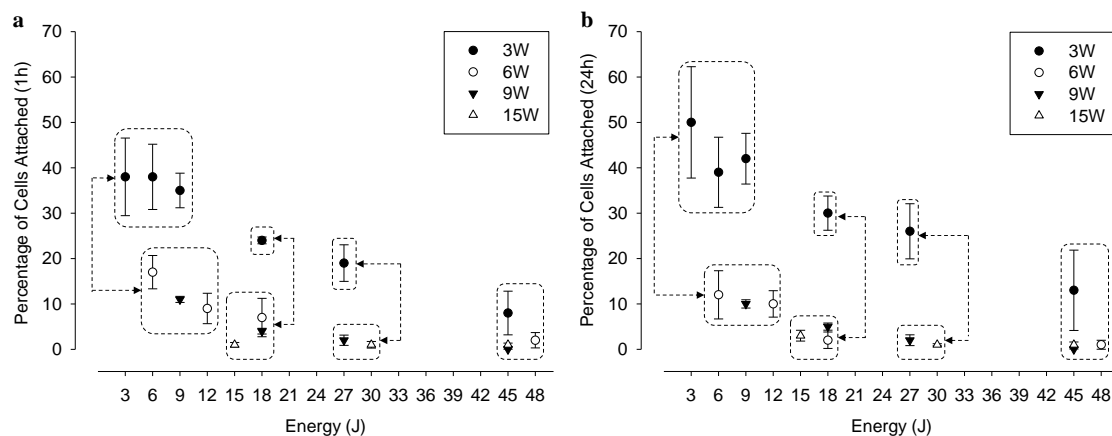 a
Percentage of Cells Attached (1h)
70
60
50
40
30
20
10
0
3W
6W
9W
15W
3 6 9 12 15 18 21 24 27 30 33 36 39 42 45 48
Energy (J)
b
Percentage of Cells Attached (24h)
70
60
50
40
30
20
10
0
3W
6W
9W
15W
3 6 9 12 15 18 21 24 27 30 33 36 39 42 45 48
Energy (J)